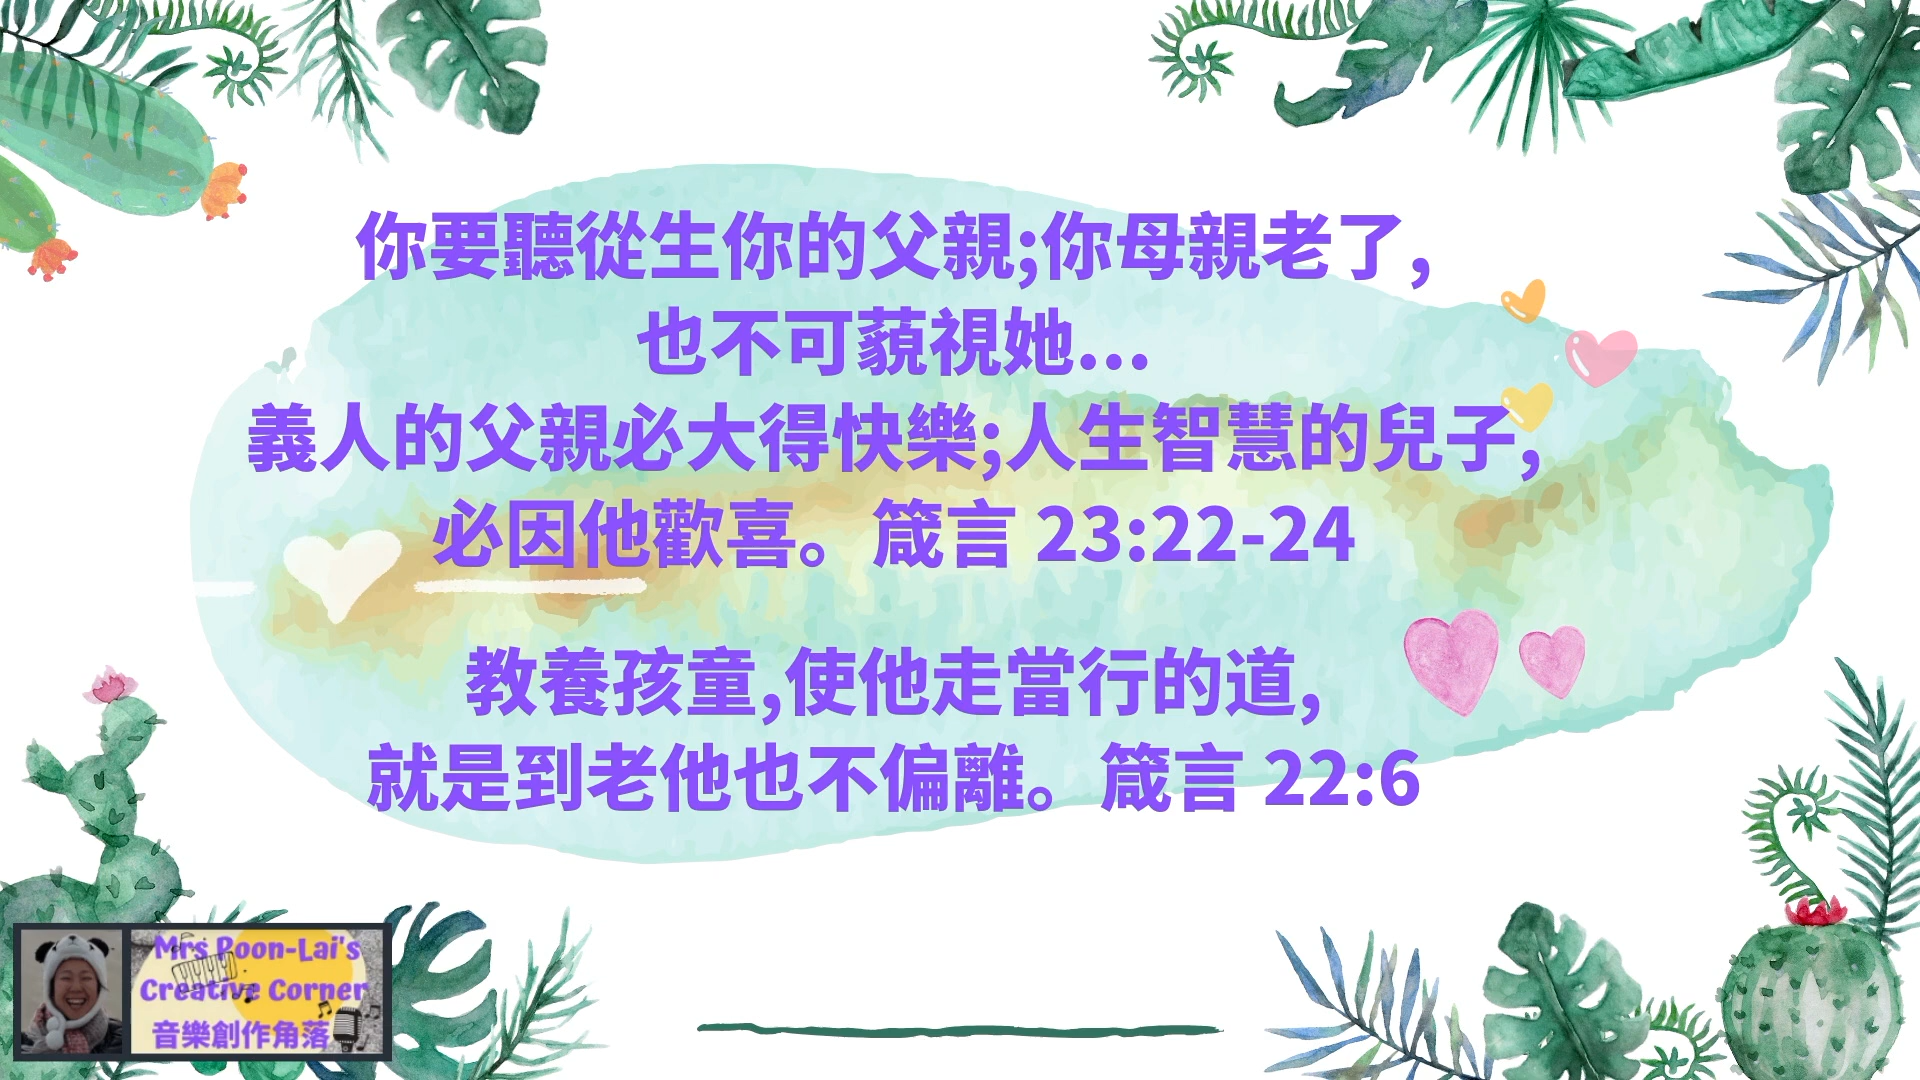 你要聽從生你的父親;你母親老了,
也不可藐視她...
義人的父親必大得快樂;人生智慧的兒子,
必因他歡喜。箴言 23:22-24
教養孩童,使他走當行的道,
就是到老他也不偏離。箴言 22:6
Mrs Poon-Lai's
Creative Corner
音樂創作角落